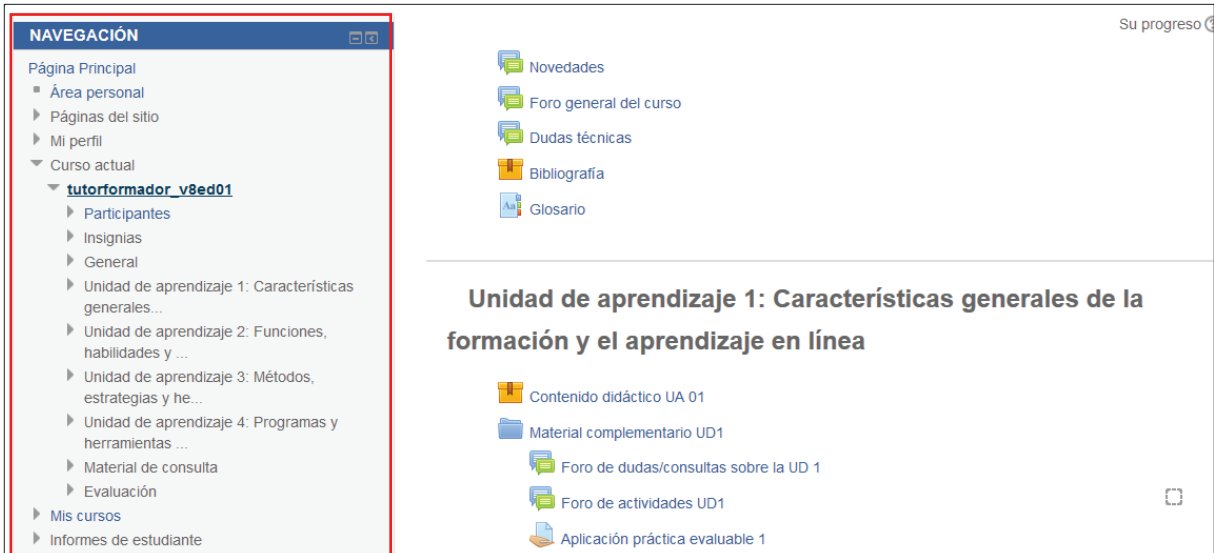 NAVEGACIÓN
Página Principal
Área personal
Páginas del sitio
Mi perfil
Curso actual
tutorformador_v8ed01
Participantes
Insignias
General
Unidad de aprendizaje 1: Características
generales...
Unidad de aprendizaje 2: Funciones,
habilidades y ...
Unidad de aprendizaje 3: Métodos,
estrategias y he...
Unidad de aprendizaje 4: Programas y
herramientas ...
Material de consulta
Evaluación
Mis cursos
Informes de estudiante
Su progreso
Novedades
Foro general del curso
Dudas técnicas
Bibliografía
Glosario
Unidad de aprendizaje 1: Características generales de la
formación y el aprendizaje en línea
Contenido didáctico UA 01
Material complementario UD1
Foro de dudas/consultas sobre la UD 1
Foro de actividades UD1
Aplicación práctica evaluable 1